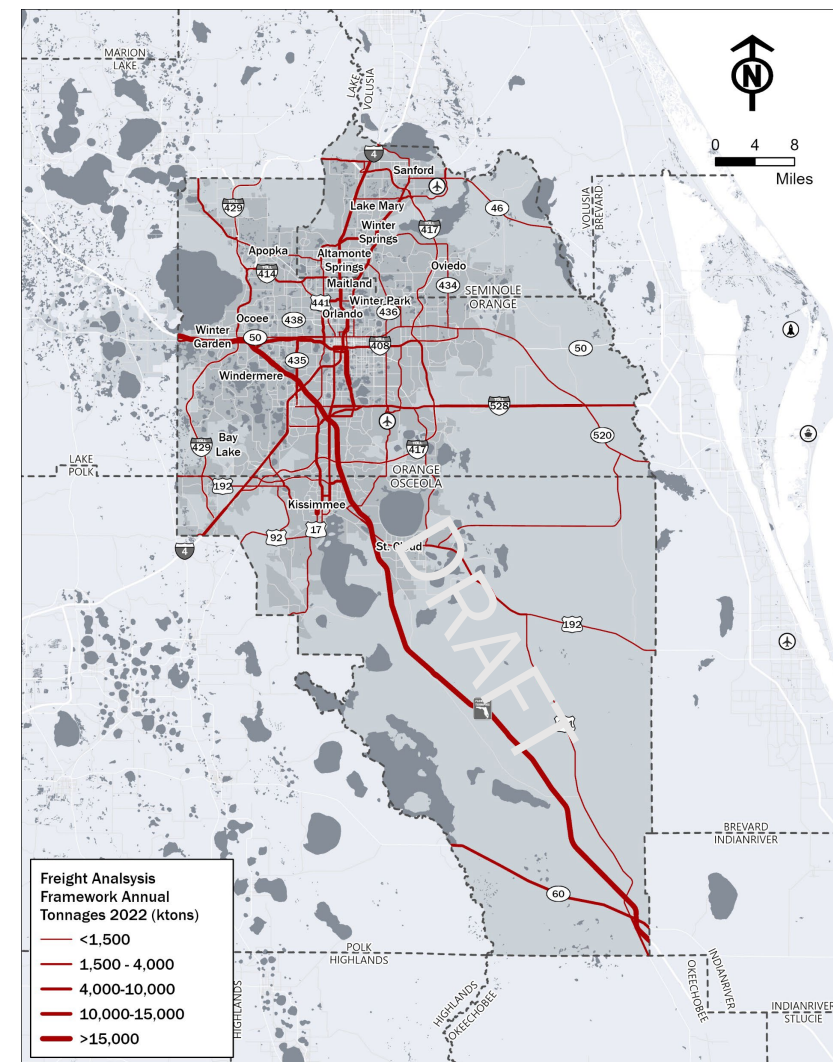 MARION
LAKE
LAKE
VOLUSIA
N
0 4 8
Miles
4
Sanford
429
Lake Mary
46
VOLUSIA
BREVARD
Winter
Springs
417
Apopka
Altamonte
Springs
Oviedo
414
Maitland
434
SEMINOLE
ORANGE
441
Winter Park
Ocoee
438
Orlando
436
Winter
Garden
50
408
50
435
Windermere
528
520
429
Bay
Lake
417
LAKE
POLK
ORANGE
OSCEOLA
192
Kissimmee
17
92
4
St. Cloud
DRAFT
192
BREVARD
INDIANRIVER
60
Freight Analsysis
Framework Annual
Tonnages 2022 (ktons)
<1,500
1,500 - 4,000
4,000-10,000
10,000-15,000
>15,000
POLK
HIGHLANDS
HIGHLANDS
HIGHLANDS
OKEECHOBEE
OKEECHOBEE
INDIANRIVER
INDIANRIVER
STLUCIE